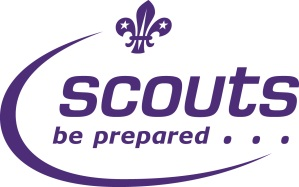 scouts
be prepared . . .